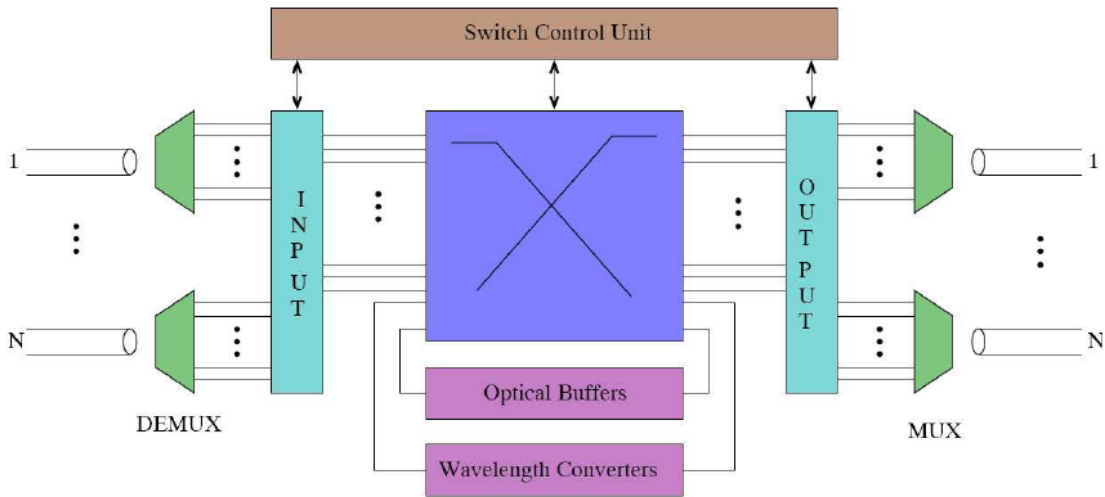 Switch Control Unit
1
N
DEMUX
INPUT
Optical Buffers
Wavelength Converters
OUTPUT
1
N
MUX